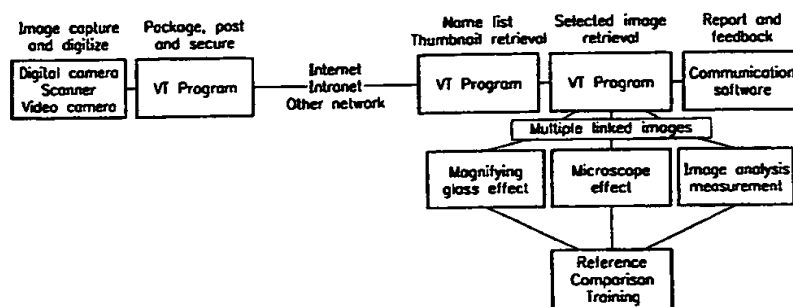 Image capture
and digilize
Package, post
and secure
Name list
Thumbnail retrieval
Selected image
retrieval
Report and
feedback
Digital camera
Scanner
Video camera
VT Program
Internet
Intranet
Other network
VT Program
VT Program
Communication
software
Multiple linked images
Magnifying
glass effect
Microscope
effect
Image analysis
measurement
Reference
Comparison
Training